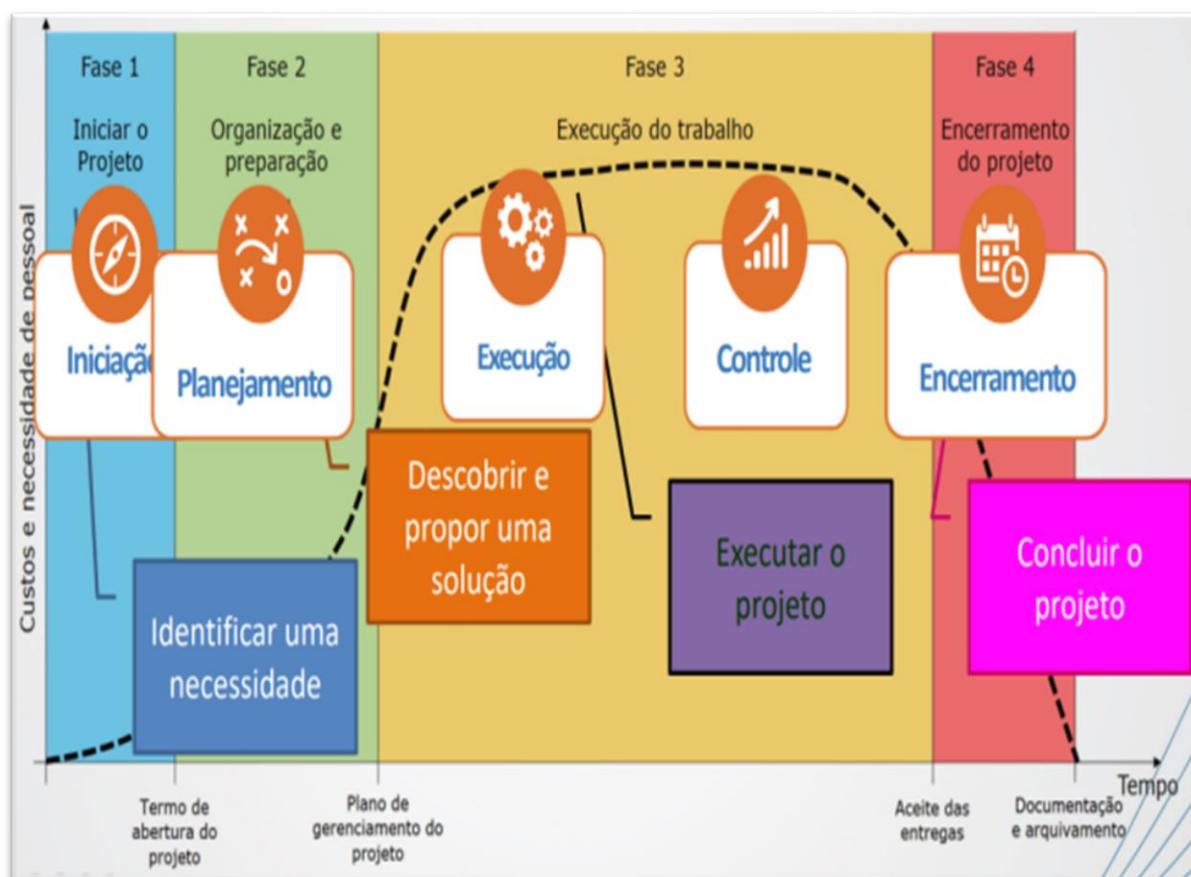 Fase 1
Iniciar o
Projeto
Fase 2
Organização e
preparação
Fase 3
Execução do trabalho
Fase 4
Encerramento
do projeto
Custos e necessidade de pessoal
Iniciação
Planejamento
Execução
Controle
Encerramento
Identificar uma
necessidade
Descobrir e
propor uma
solução
Executar o
projeto
Concluir o
projeto
Tempo
Termo de
abertura do
projeto
Plano de
gerenciamento do
projeto
Aceite das
entregas
Documentação
e arquivamento